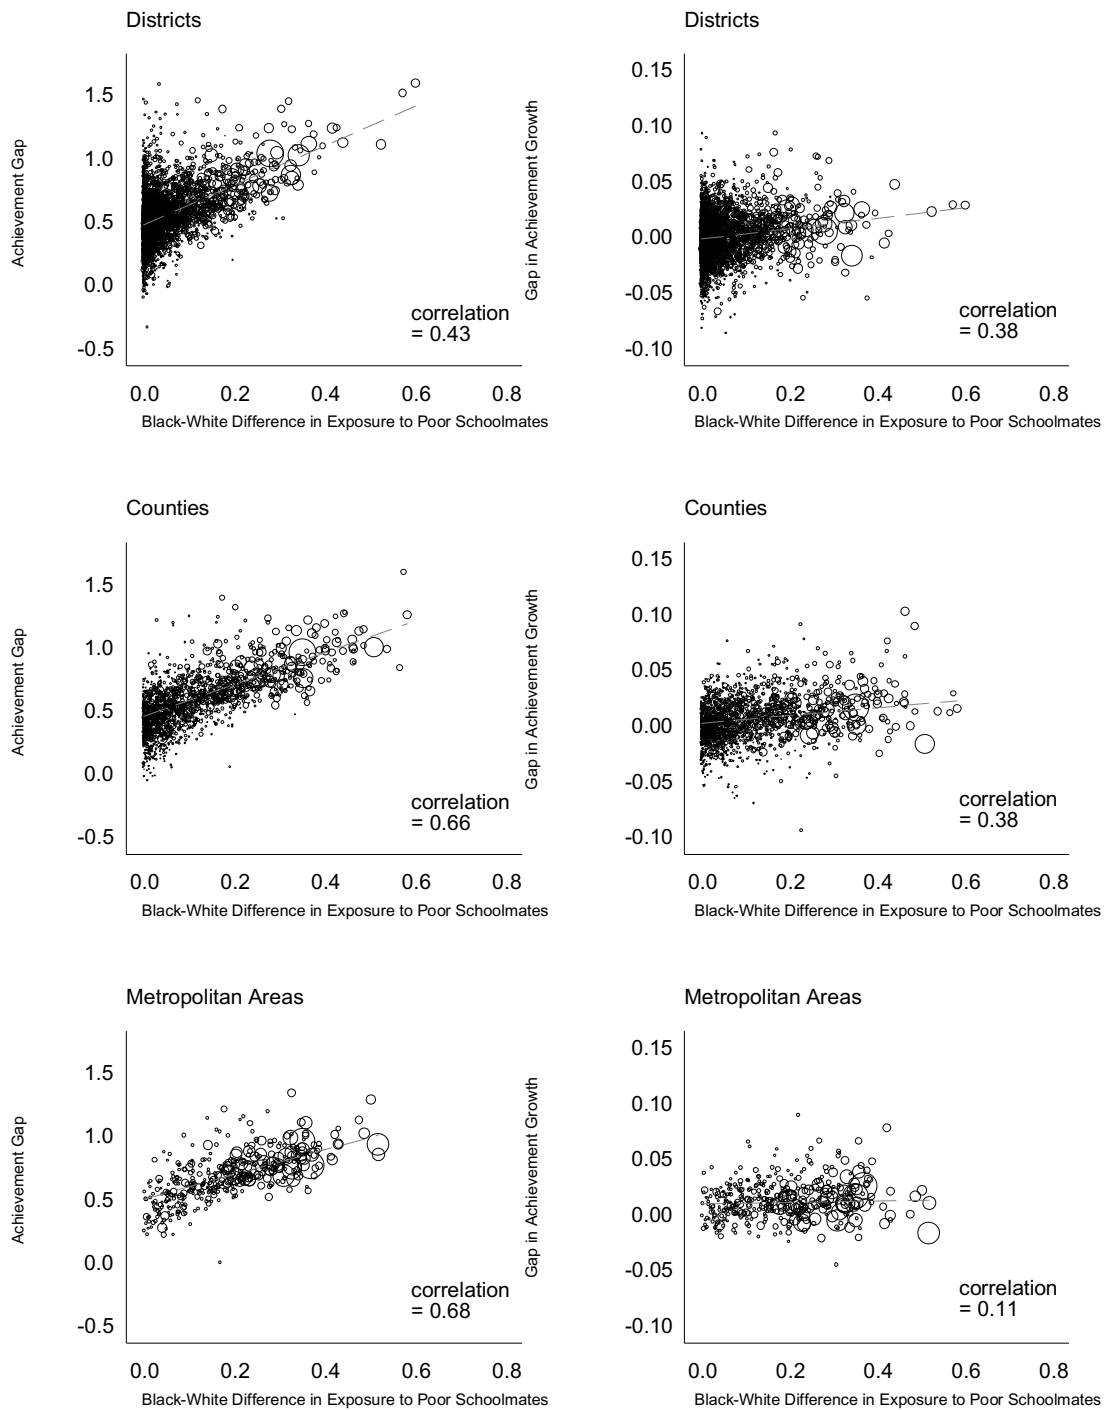 Districts
Achievement Gap
1.5
1.0
0.5
0.0
-0.5
correlation
= 0.43
0.0 0.2 0.4 0.6 0.8
Black-White Difference in Exposure to Poor Schoolmates
Districts
Gap in Achievement Growth
0.15
0.10
0.05
0.00
-0.05
-0.10
correlation
= 0.38
0.0 0.2 0.4 0.6 0.8
Black-White Difference in Exposure to Poor Schoolmates
Counties
Achievement Gap
1.5
1.0
0.5
0.0
-0.5
correlation
= 0.66
0.0 0.2 0.4 0.6 0.8
Black-White Difference in Exposure to Poor Schoolmates
Counties
Gap in Achievement Growth
0.15
0.10
0.05
0.00
-0.05
-0.10
correlation
= 0.38
0.0 0.2 0.4 0.6 0.8
Black-White Difference in Exposure to Poor Schoolmates
Metropolitan Areas
Achievement Gap
1.5
1.0
0.5
0.0
-0.5
correlation
= 0.68
0.0 0.2 0.4 0.6 0.8
Black-White Difference in Exposure to Poor Schoolmates
Metropolitan Areas
Gap in Achievement Growth
0.15
0.10
0.05
0.00
-0.05
-0.10
correlation
= 0.11
0.0 0.2 0.4 0.6 0.8
Black-White Difference in Exposure to Poor Schoolmates